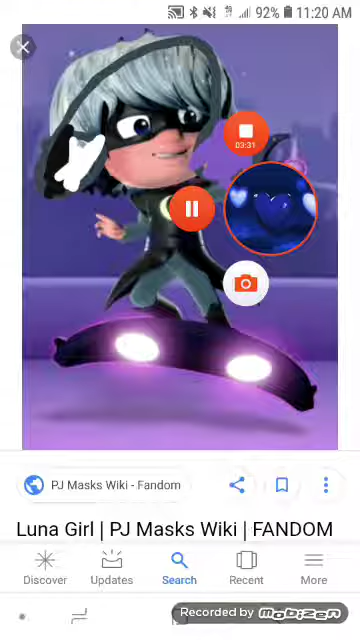 92% 11:20 AM
03:31
PJ Masks Wiki - Fandom
Luna Girl | PJ Masks Wiki | FANDOM
Discover Updates Search Recent More
Recorded by mobizen